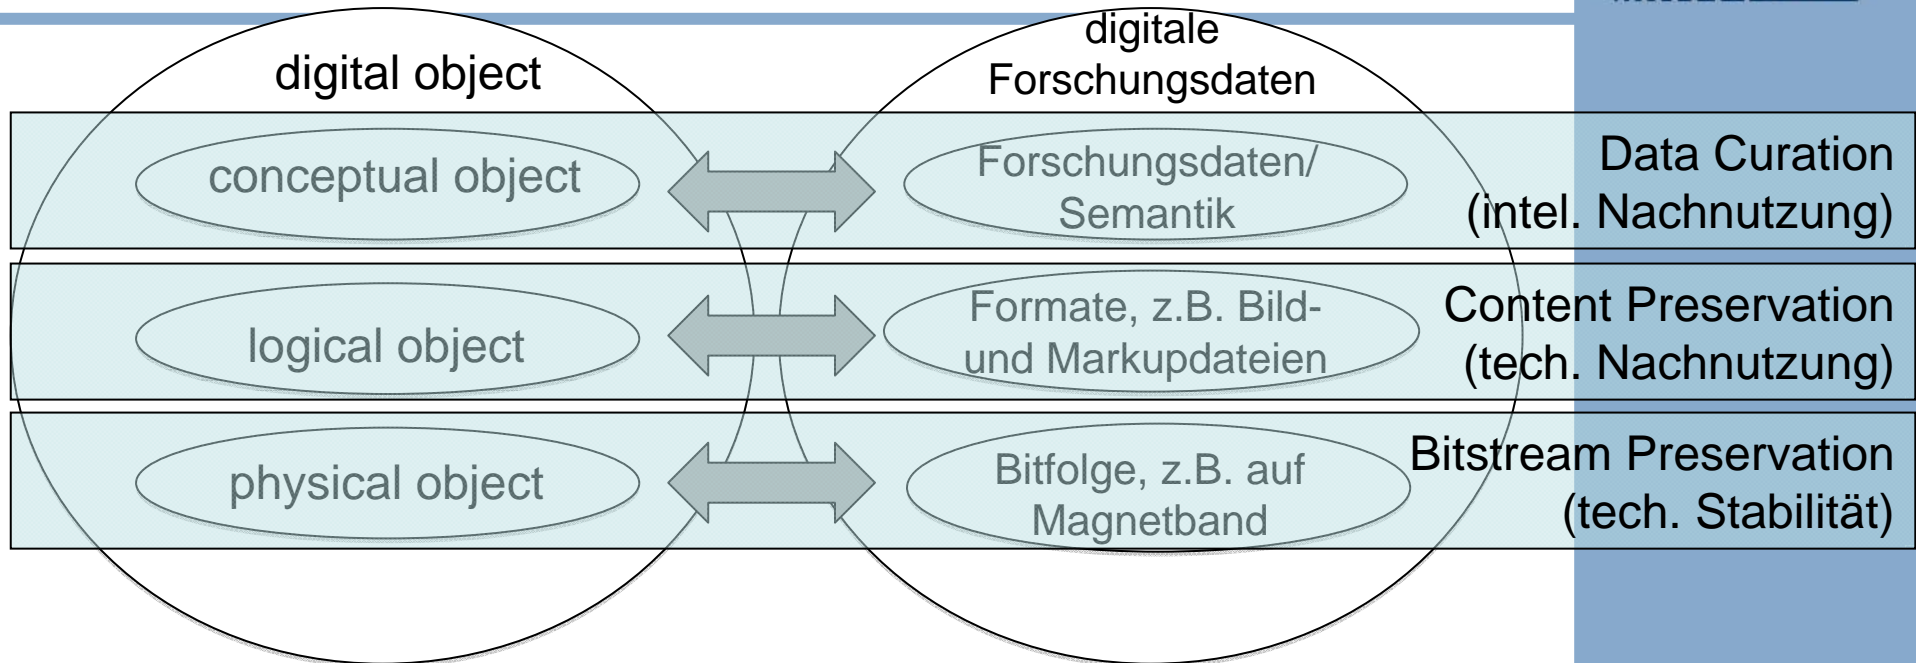 digital object
digitale
Forschungsdaten
conceptual object
Forschungsdaten/
Semantik
Data Curation
(intel. Nachnutzung)
logical object
Formate, z.B. Bild-
und Markupdateien
Content Preservation
(tech. Nachnutzung)
physical object
Bitfolge, z.B. auf
Magnetband
Bitstream Preservation
(tech. Stabilität)